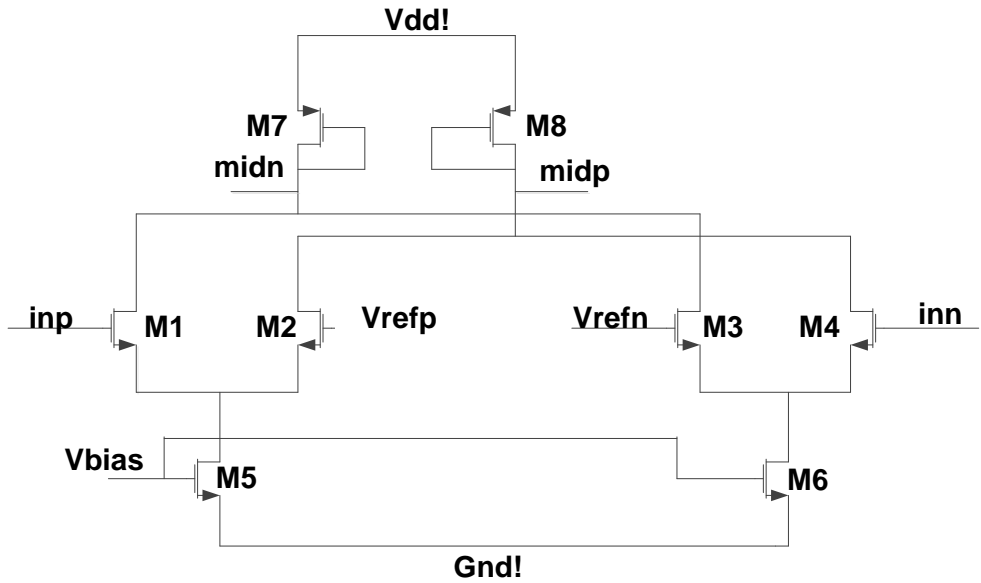 Vdd!
M7
M8
midn
midp
inp
M1
M2
Vrefp
Vrefn
M3
M4
inn
Vbias
M5
M6
Gnd!